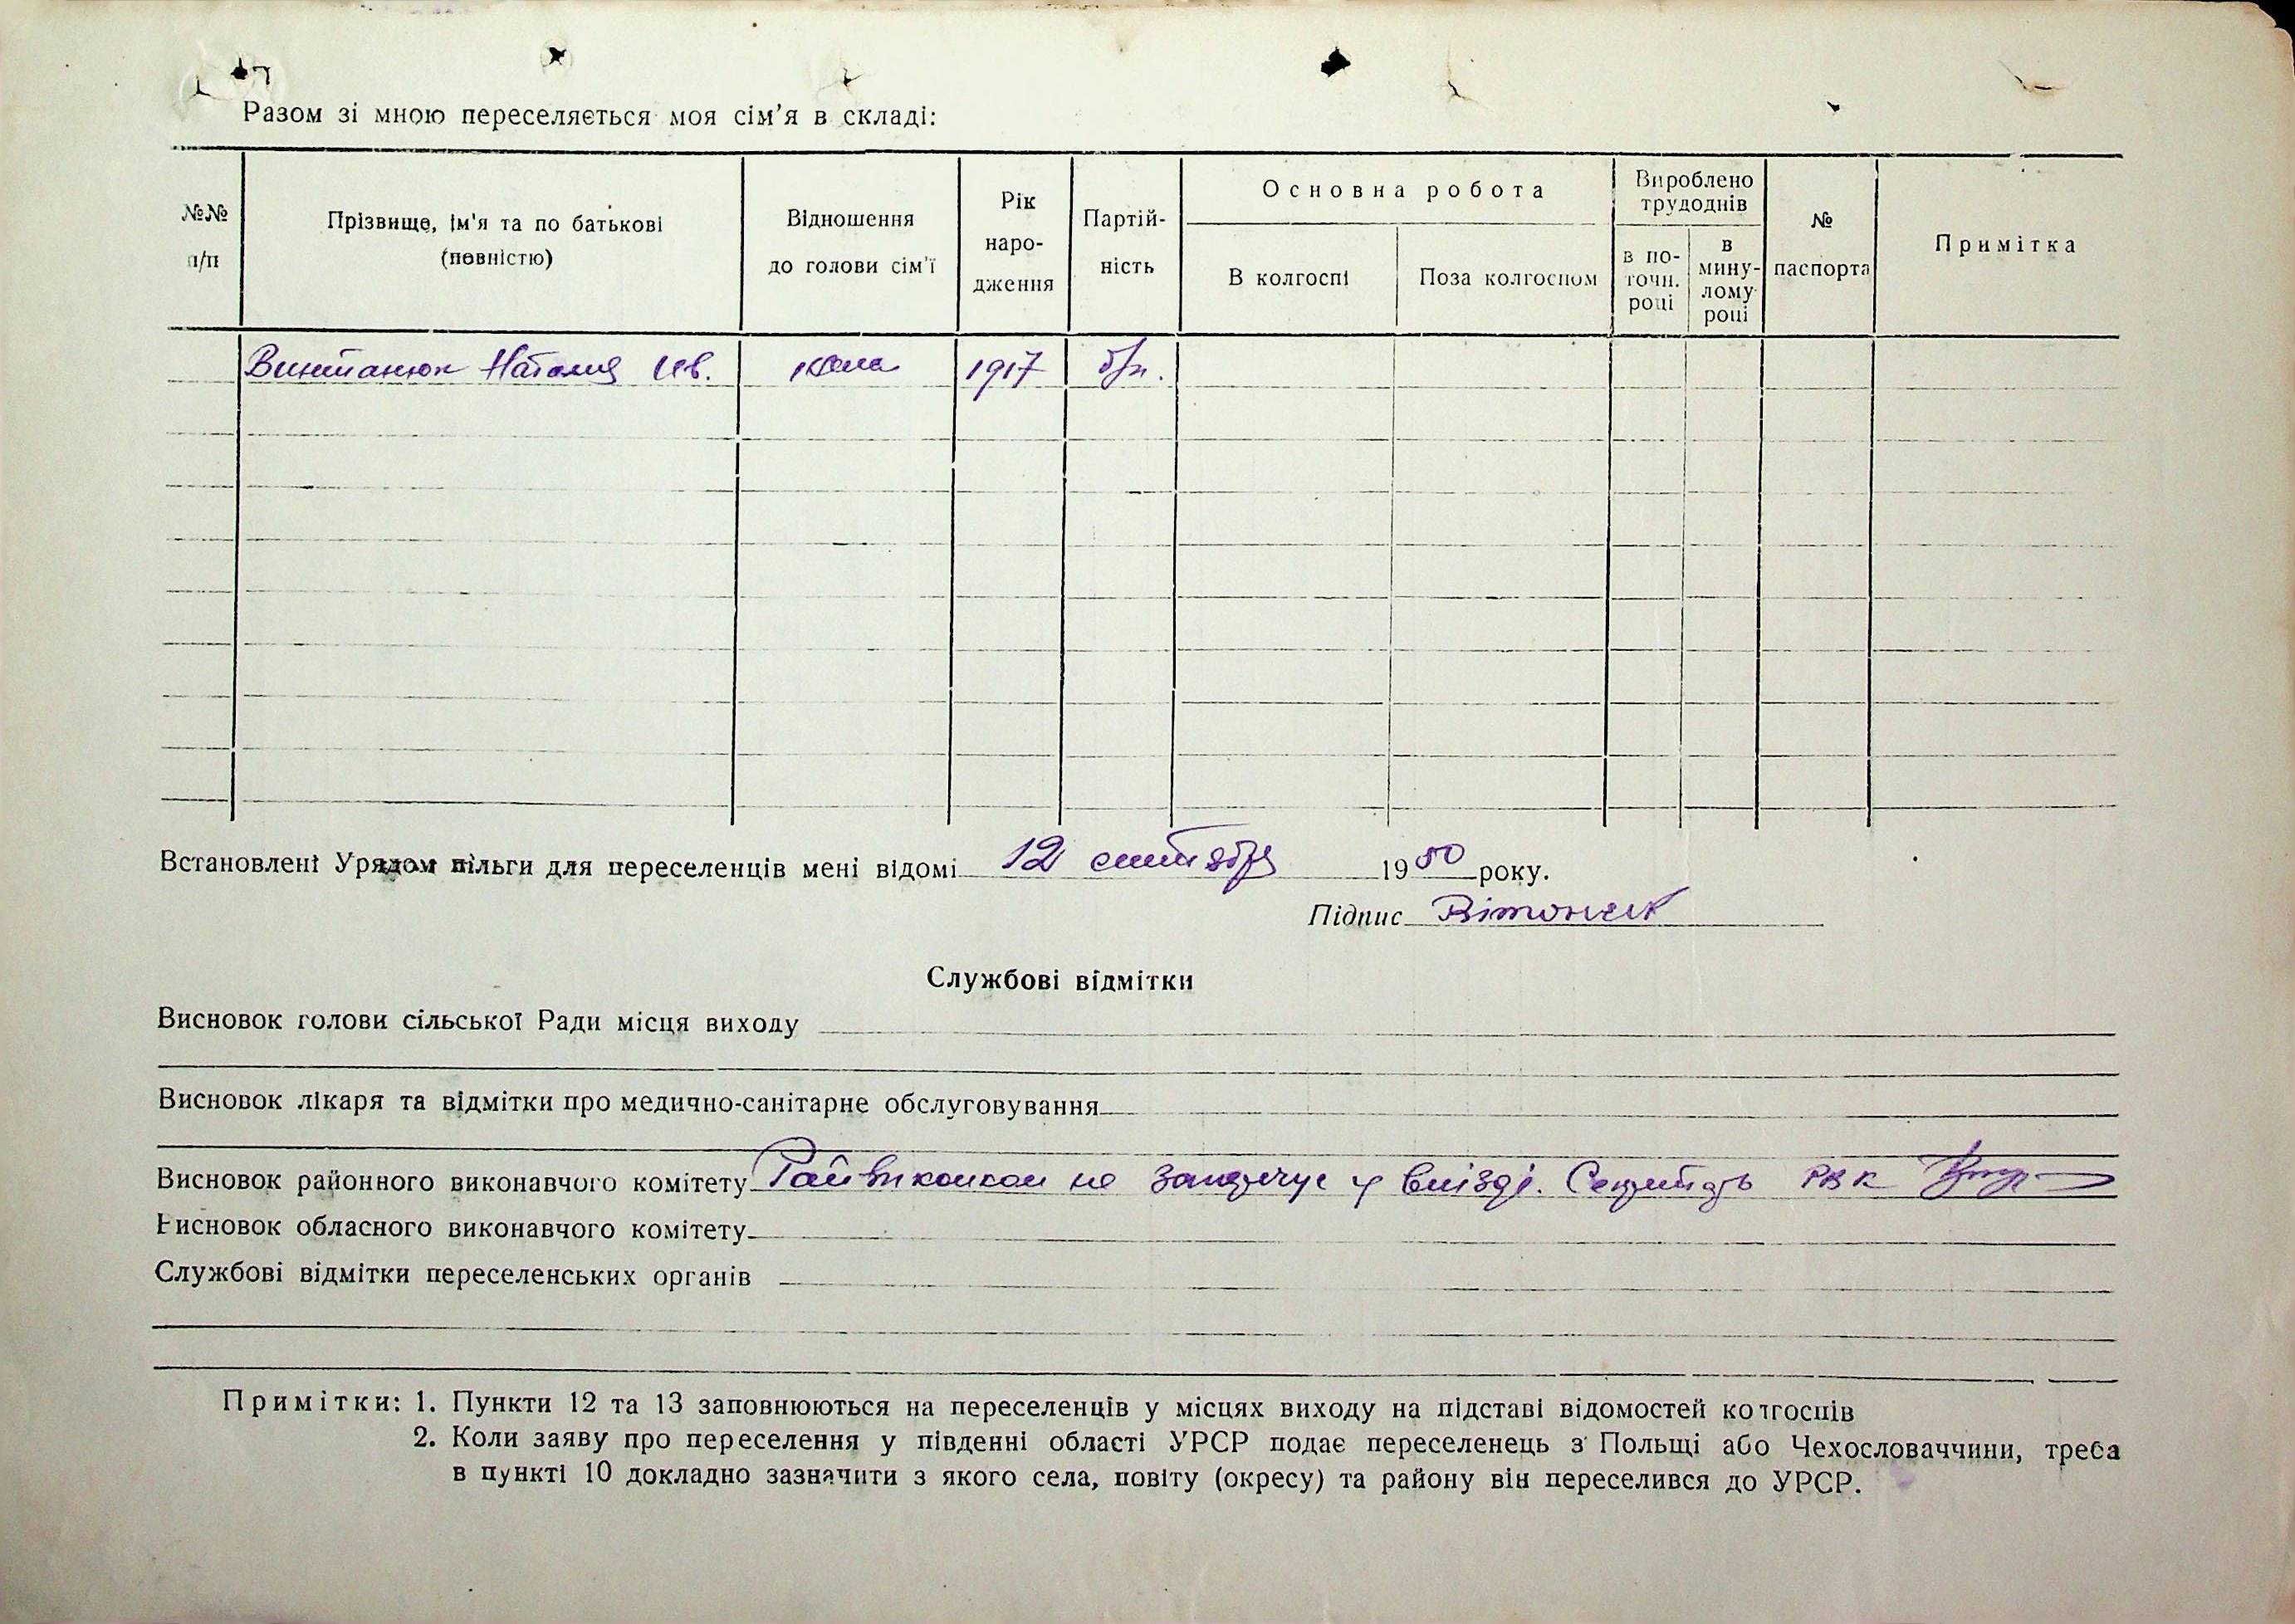 Разом зі мною переселяється моя сім’я в складі:
№№ п/п
Прізвище, ім'я та по батькові (повністю)
Відношення до голови сім'ї
Рік народження
Партійність
Основна робота
В колгоспі
Поза колгоспом
Вироблено трудоднів
в поточн. році
в минулому році
№ паспорта
Примітка
Наталия Ив. жена 1917 б/п.
Встановлені Урядом пільги для переселенців мені відомі 12 сентября 1950 року.
Підпис
Службові відмітки
Висновок голови сільської Ради місця виходу
Висновок лікаря та відмітки про медично-санітарне обслуговування
Висновок районного виконавчого комітету Райвиконком не заперечує у виїзді. Секретарь РВК
Висновок обласного виконавчого комітету
Службові відмітки переселенських органів
Примітки: 1. Пункти 12 та 13 заповнюються на переселенців у місцях виходу на підставі відомостей колгоспів
2. Коли заяву про переселення у південні області УРСР подає переселенець з Польщі або Чехословаччини, треба
в пункті 10 докладно зазначити з якого села, повіту (окресу) та району він переселився до УРСР.